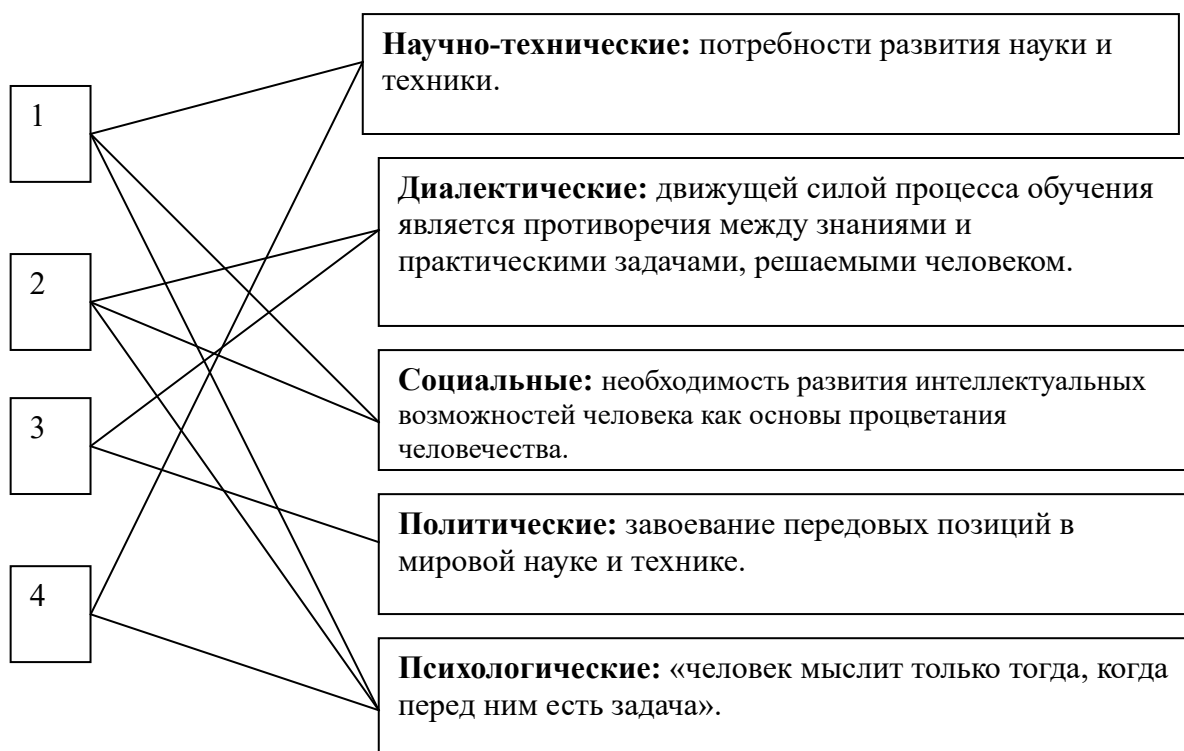 Научно-технические: потребности развития науки и
техники.
1
Диалектические: движущей силой процесса обучения
является противоречия между знаниями и
практическими задачами, решаемыми человеком.
2
Социальные: необходимость развития интеллектуальных
возможностей человека как основы процветания
человечества.
3
Политические: завоевание передовых позиций в
мировой науке и технике.
4
Психологические: «человек мыслит только тогда, когда
перед ним есть задача».